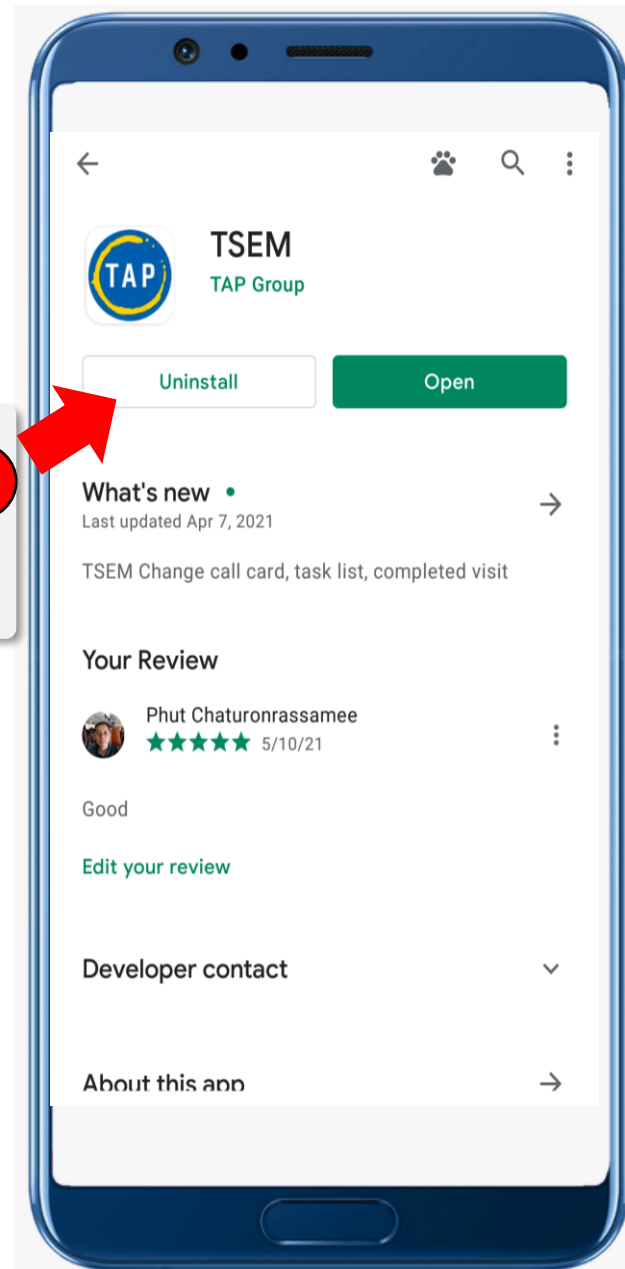 TSEM
TAP
TAP Group
Uninstall
Open
What's new
Last updated Apr 7, 2021
TSEM Change call card, task list, completed visit
Your Review
Phut Chaturonrassamee
5/10/21
Good
Edit your review
Developer contact
About this app